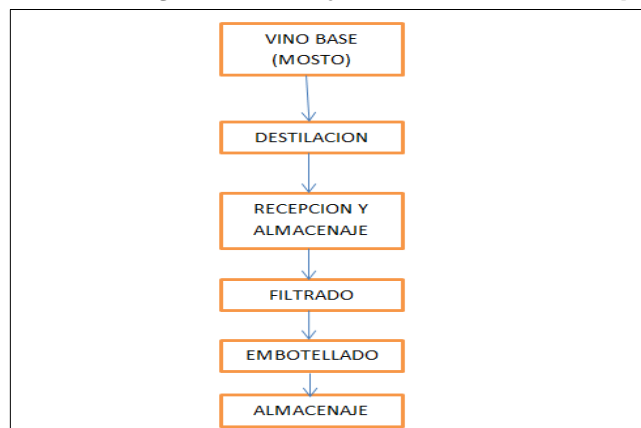 VINO BASE
(MOSTO)
DESTILACION
RECEPCION Y
ALMACENAJE
FILTRADO
EMBOTELLADO
ALMACENAJE